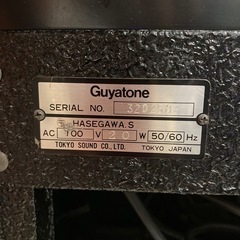 Guyatone
SERIAL NO.
HASEGAWA.S
AC 100 V 20 W 50/60 Hz
TOKYO SOUND CO.,LTD. TOKYO JAPAN